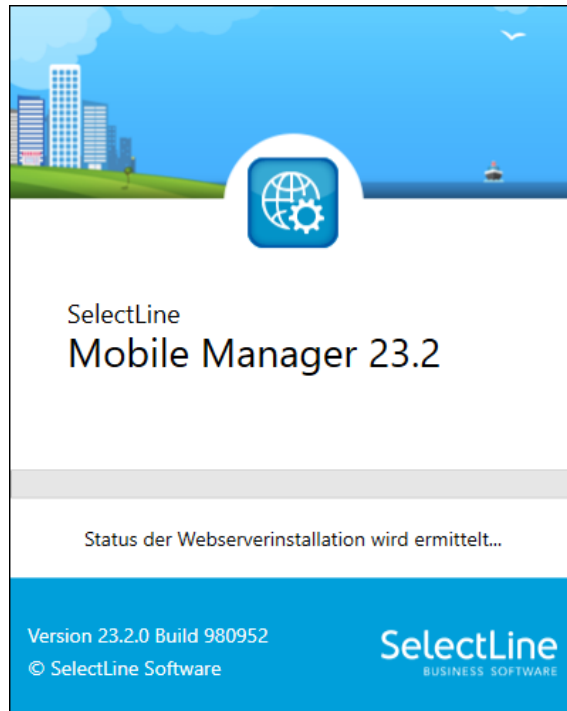 SelectLine
Mobile Manager 23.2
Status der Webserverinstallation wird ermittelt...
Version 23.2.0 Build 980952
© SelectLine Software
SelectLine
BUSINESS SOFTWARE